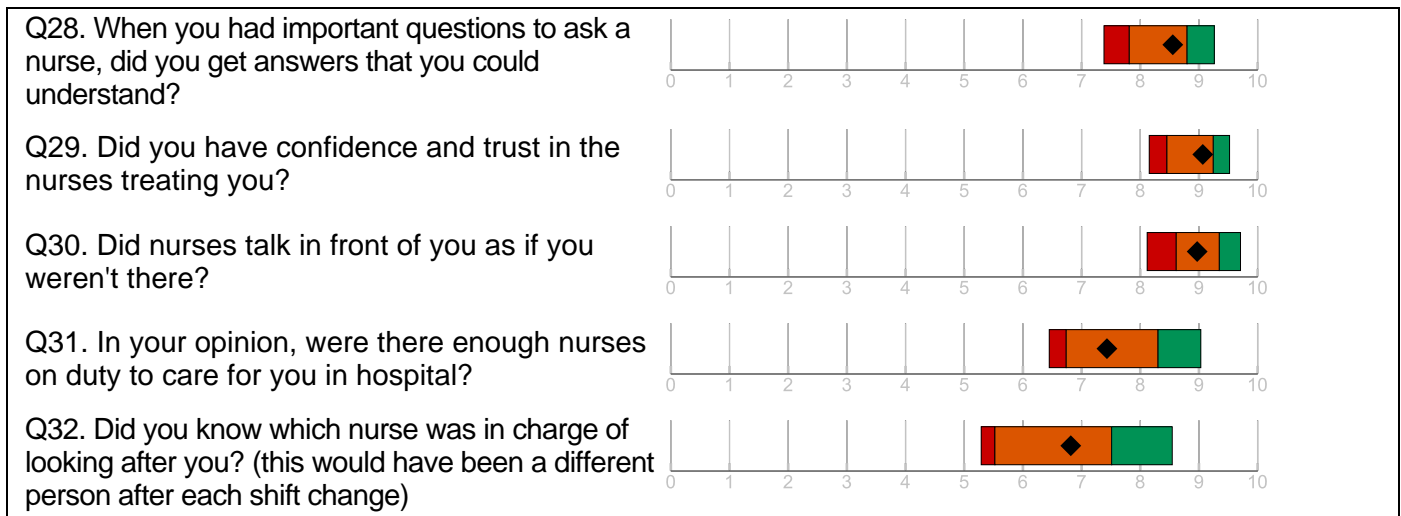 Q28. When you had important questions to ask a
nurse, did you get answers that you could
understand?
0 1 2 3 4 5 6 7 8 9 10
Q29. Did you have confidence and trust in the
nurses treating you?
0 1 2 3 4 5 6 7 8 9 10
Q30. Did nurses talk in front of you as if you
weren't there?
0 1 2 3 4 5 6 7 8 9 10
Q31. In your opinion, were there enough nurses
on duty to care for you in hospital?
0 1 2 3 4 5 6 7 8 9 10
Q32. Did you know which nurse was in charge of
looking after you? (this would have been a different
person after each shift change)
0 1 2 3 4 5 6 7 8 9 10